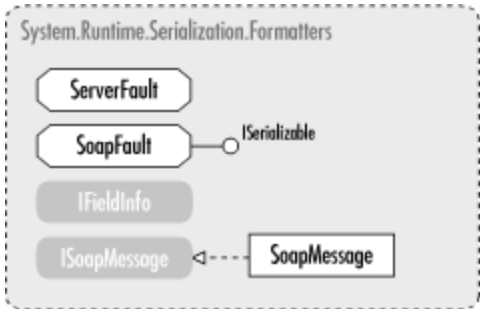 System.Runtime.Serialization.Formatters
ServerFault
SoapFault
ISerializable
IFieldInfo
ISoapMessage
SoapMessage